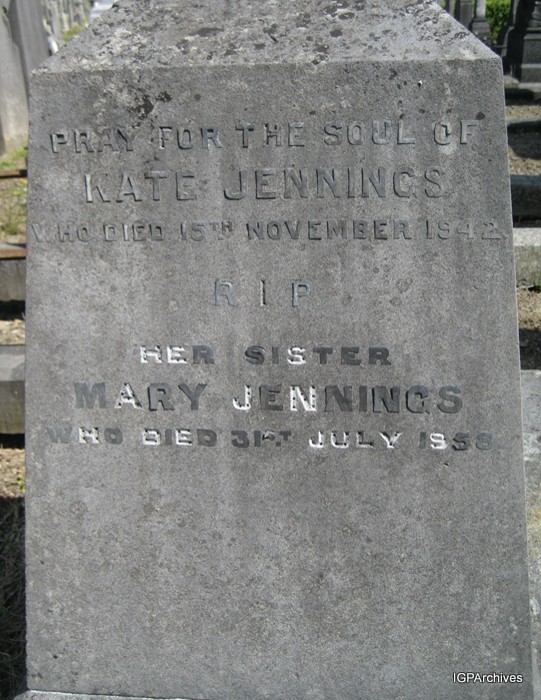 PRAY FOR THE SOUL OF
KATE JENNINGS
WHO DIED 15TH NOVEMBER 1942
R I P
HER SISTER
MARY JENNINGS
WHO DIED 31ST JULY 1958
IGPArchives